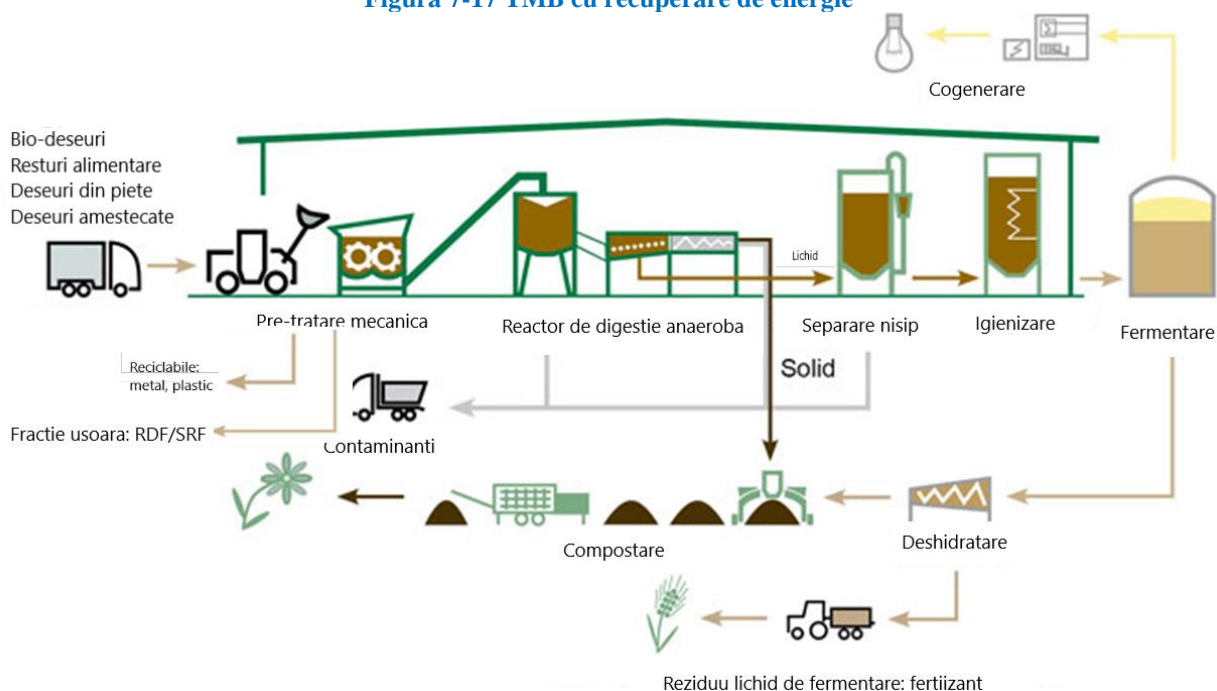 Figura 7-17 TMB cu recuperare de energie
Cogenerare
Bio-deseuri
Resturi alimentare
Deseuri din piete
Deseuri amestecate
Lichid
Pre-tratare mecanica
Reactor de digestie anaeroba
Separare nisip
Igienizare
Fermentare
Reciclabile:
metal, plastic
Solid
Fractie usoara: RDF/SRF
Contaminanti
Compostare
Deshidratare
Reziduu lichid de fermentare: fertiizant